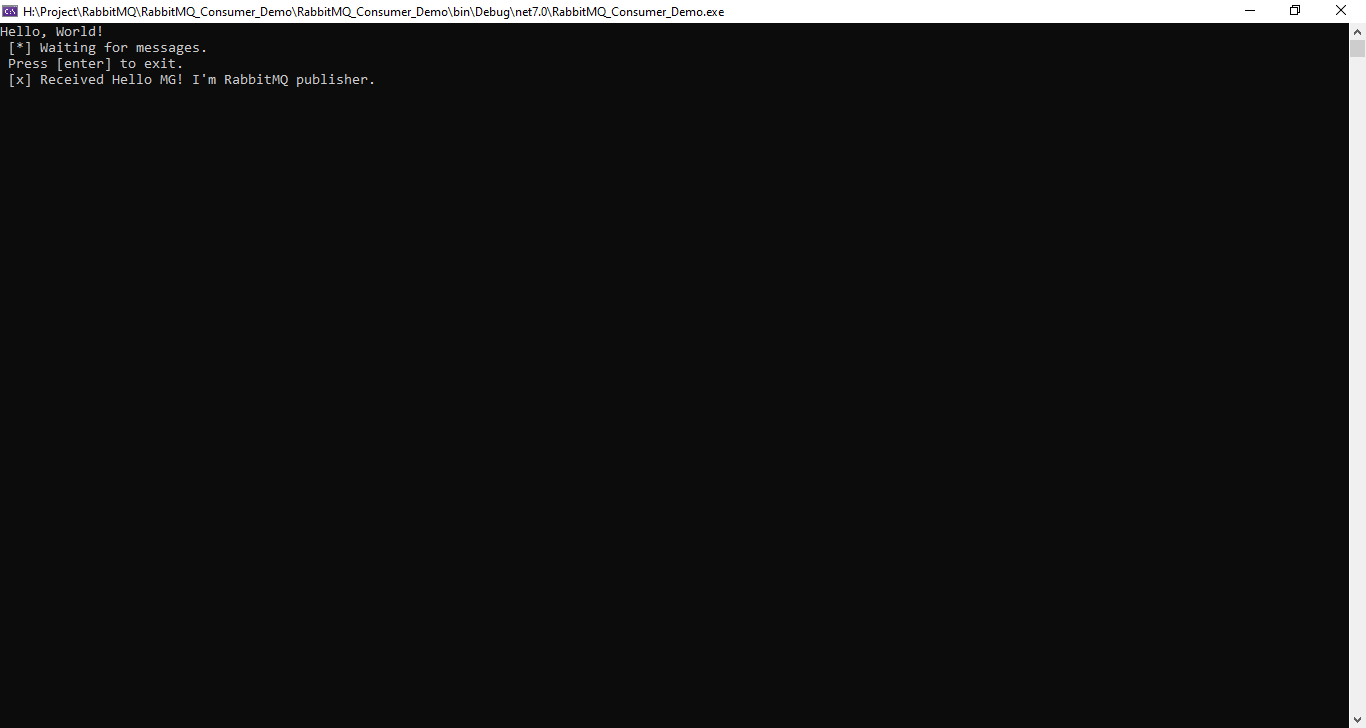 H:\Project\RabbitMQ\RabbitMQ_Consumer_Demo\RabbitMQ_Consumer_Demo\bin\Debug\net7.0\RabbitMQ_Consumer_Demo.exe
Hello, World!
[*] Waiting for messages.
Press [enter] to exit.
[x] Received Hello MG! I'm RabbitMQ publisher.